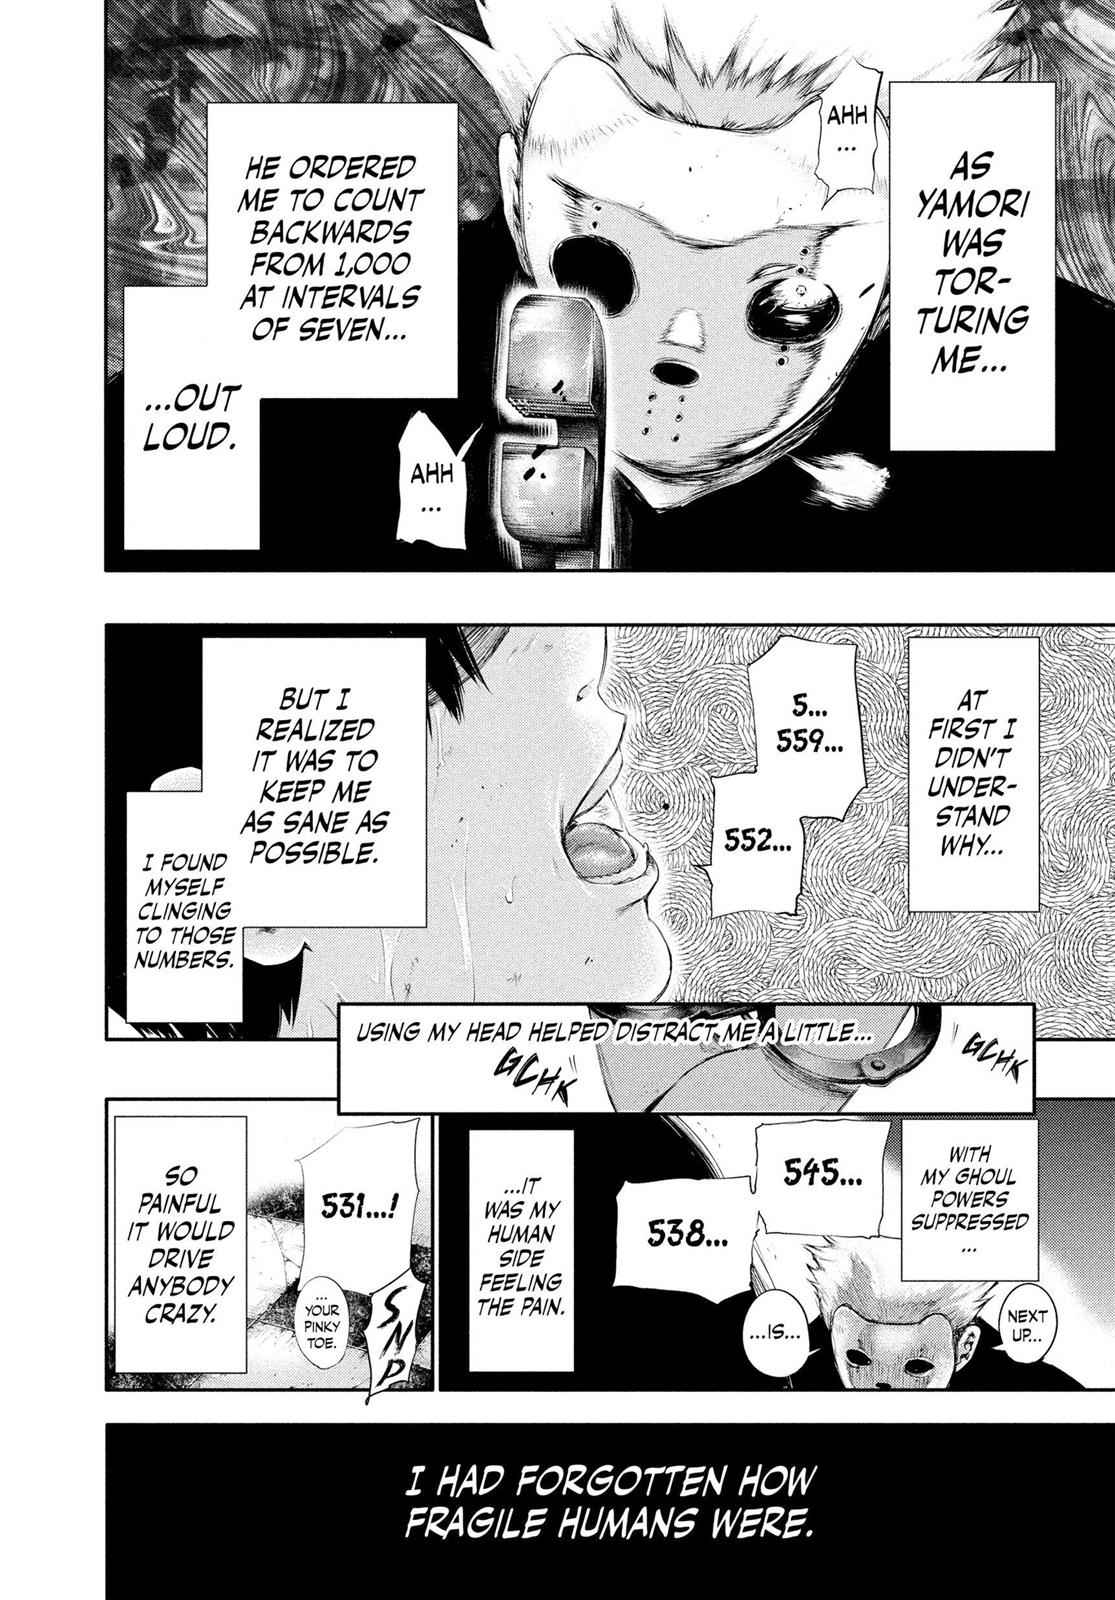 AS
YAMORI
WAS
TOR-
TURING
ME...
AHH
...
HE ORDERED
ME TO COUNT
BACKWARDS
FROM 1,000
AT INTERVALS
OF SEVEN...
...OUT
LOUD.
AHH
...
AT
FIRST I
DIDN'T
UNDER-
STAND
WHY...
5...
559...
552...
BUT I
REALIZED
IT WAS TO
KEEP ME
AS SANE AS
POSSIBLE.
I FOUND
MYSELF
CLINGING
TO THOSE
NUMBERS.
USING MY HEAD HELPED DISTRACT ME A LITTLE...
GCHK
GCHK
WITH
MY GHOUL
POWERS
SUPPRESSED
...
545...
538...
NEXT
UP...
...IS...
...IT
WAS MY
HUMAN
SIDE
FEELING
THE PAIN.
531...!
...
YOUR
PINKY
TOE.
SNP
SO
PAINFUL
IT WOULD
DRIVE
ANYBODY
CRAZY.
I HAD FORGOTTEN HOW
FRAGILE HUMANS WERE.